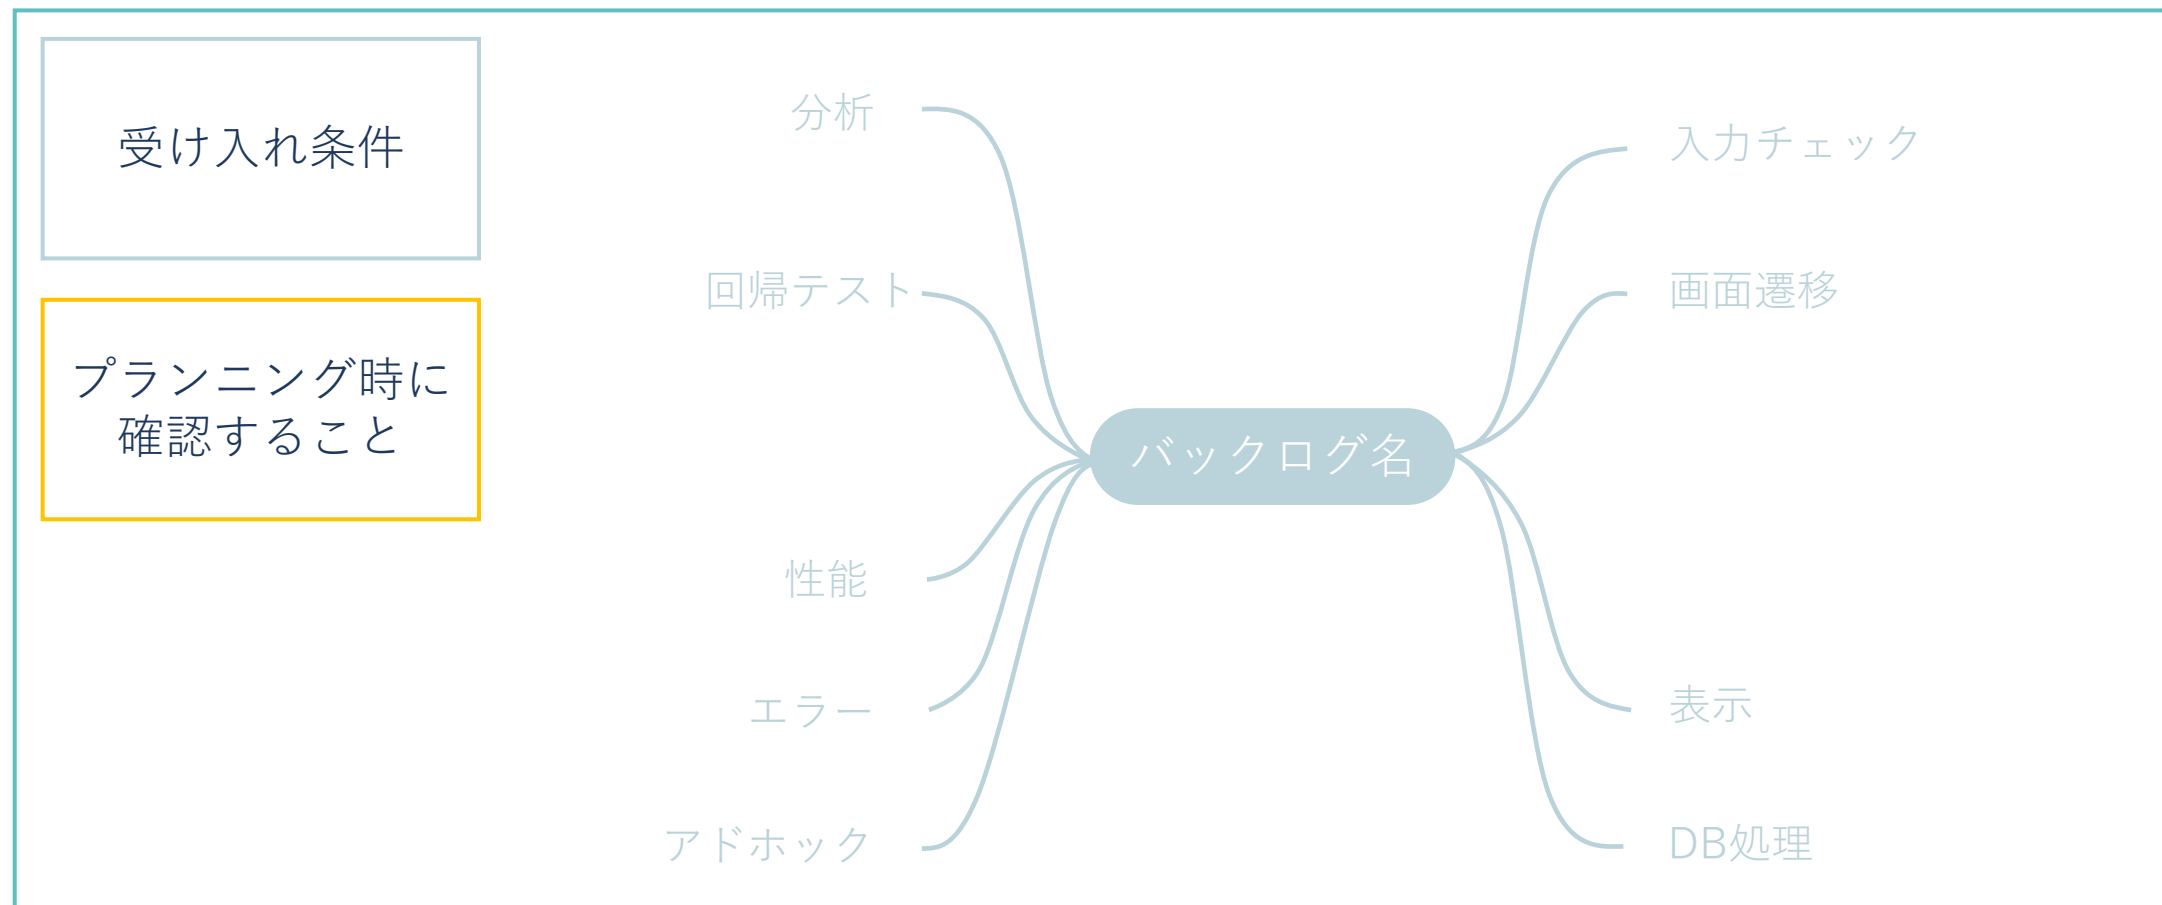 受け入れ条件
プランニング時に
確認すること
分析
回帰テスト
性能
エラー
アドホック
バックログ名
入力チェック
画面遷移
表示
DB処理